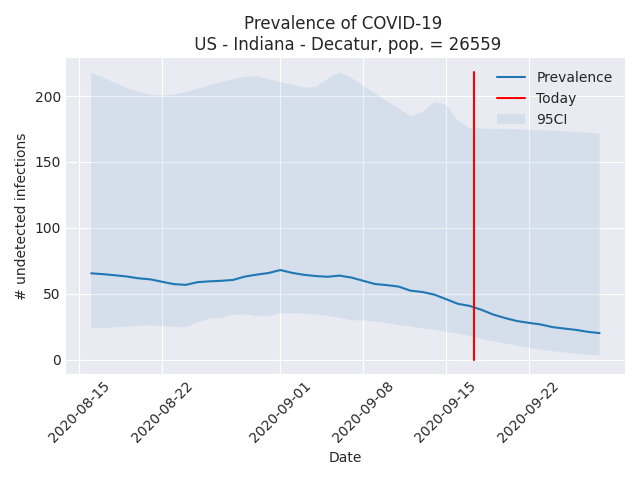 Prevalence of COVID-19
US - Indiana - Decatur, pop. = 26559
Prevalence
Today
95CI
200
150
100
50
0
# undetected infections
2020-08-15
2020-08-22
2020-09-01
2020-09-08
2020-09-15
2020-09-22
Date